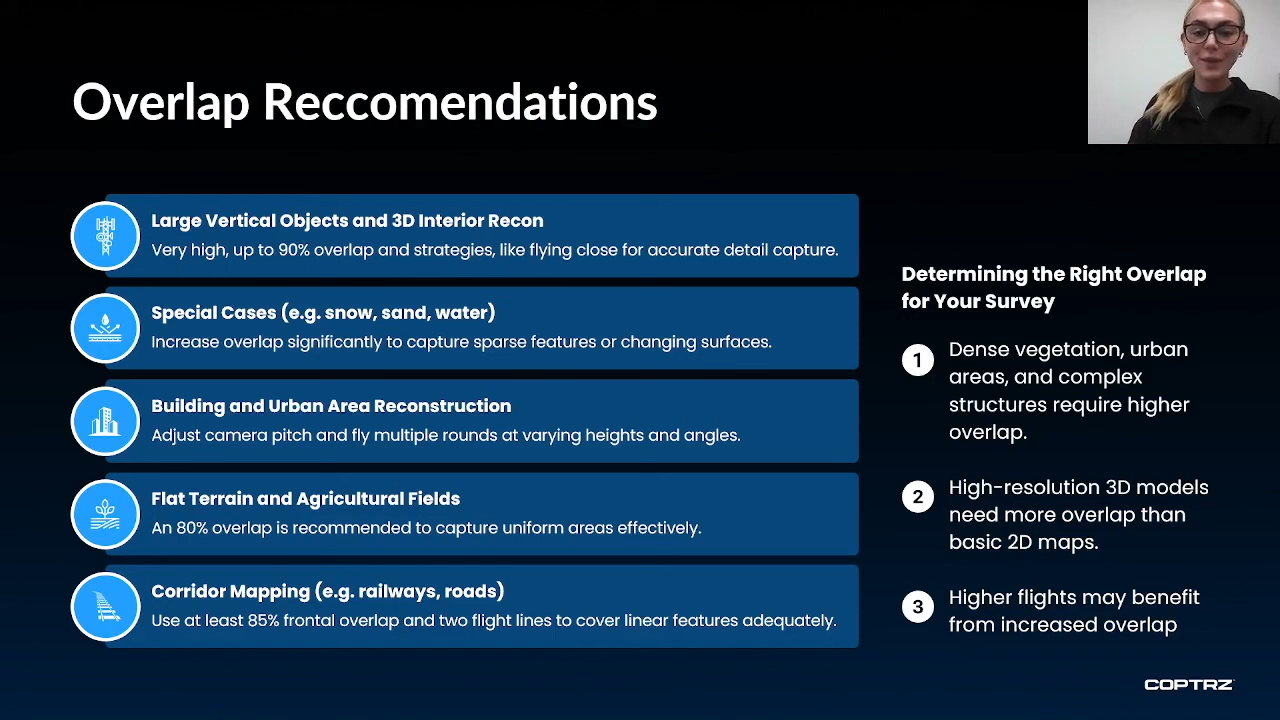 Overlap Reccomendations
Large Vertical Objects and 3D Interior Recon
Very high, up to 90% overlap and strategies, like flying close for accurate detail capture.
Special Cases (e.g. snow, sand, water)
Increase overlap significantly to capture sparse features or changing surfaces.
Building and Urban Area Reconstruction
Adjust camera pitch and fly multiple rounds at varying heights and angles.
Flat Terrain and Agricultural Fields
An 80% overlap is recommended to capture uniform areas effectively.
Corridor Mapping (e.g. railways, roads)
Use at least 85% frontal overlap and two flight lines to cover linear features adequately.
Determining the Right Overlap
for Your Survey
1 Dense vegetation, urban
areas, and complex
structures require higher
overlap.
2 High-resolution 3D models
need more overlap than
basic 2D maps.
3 Higher flights may benefit
from increased overlap
COPTRZ